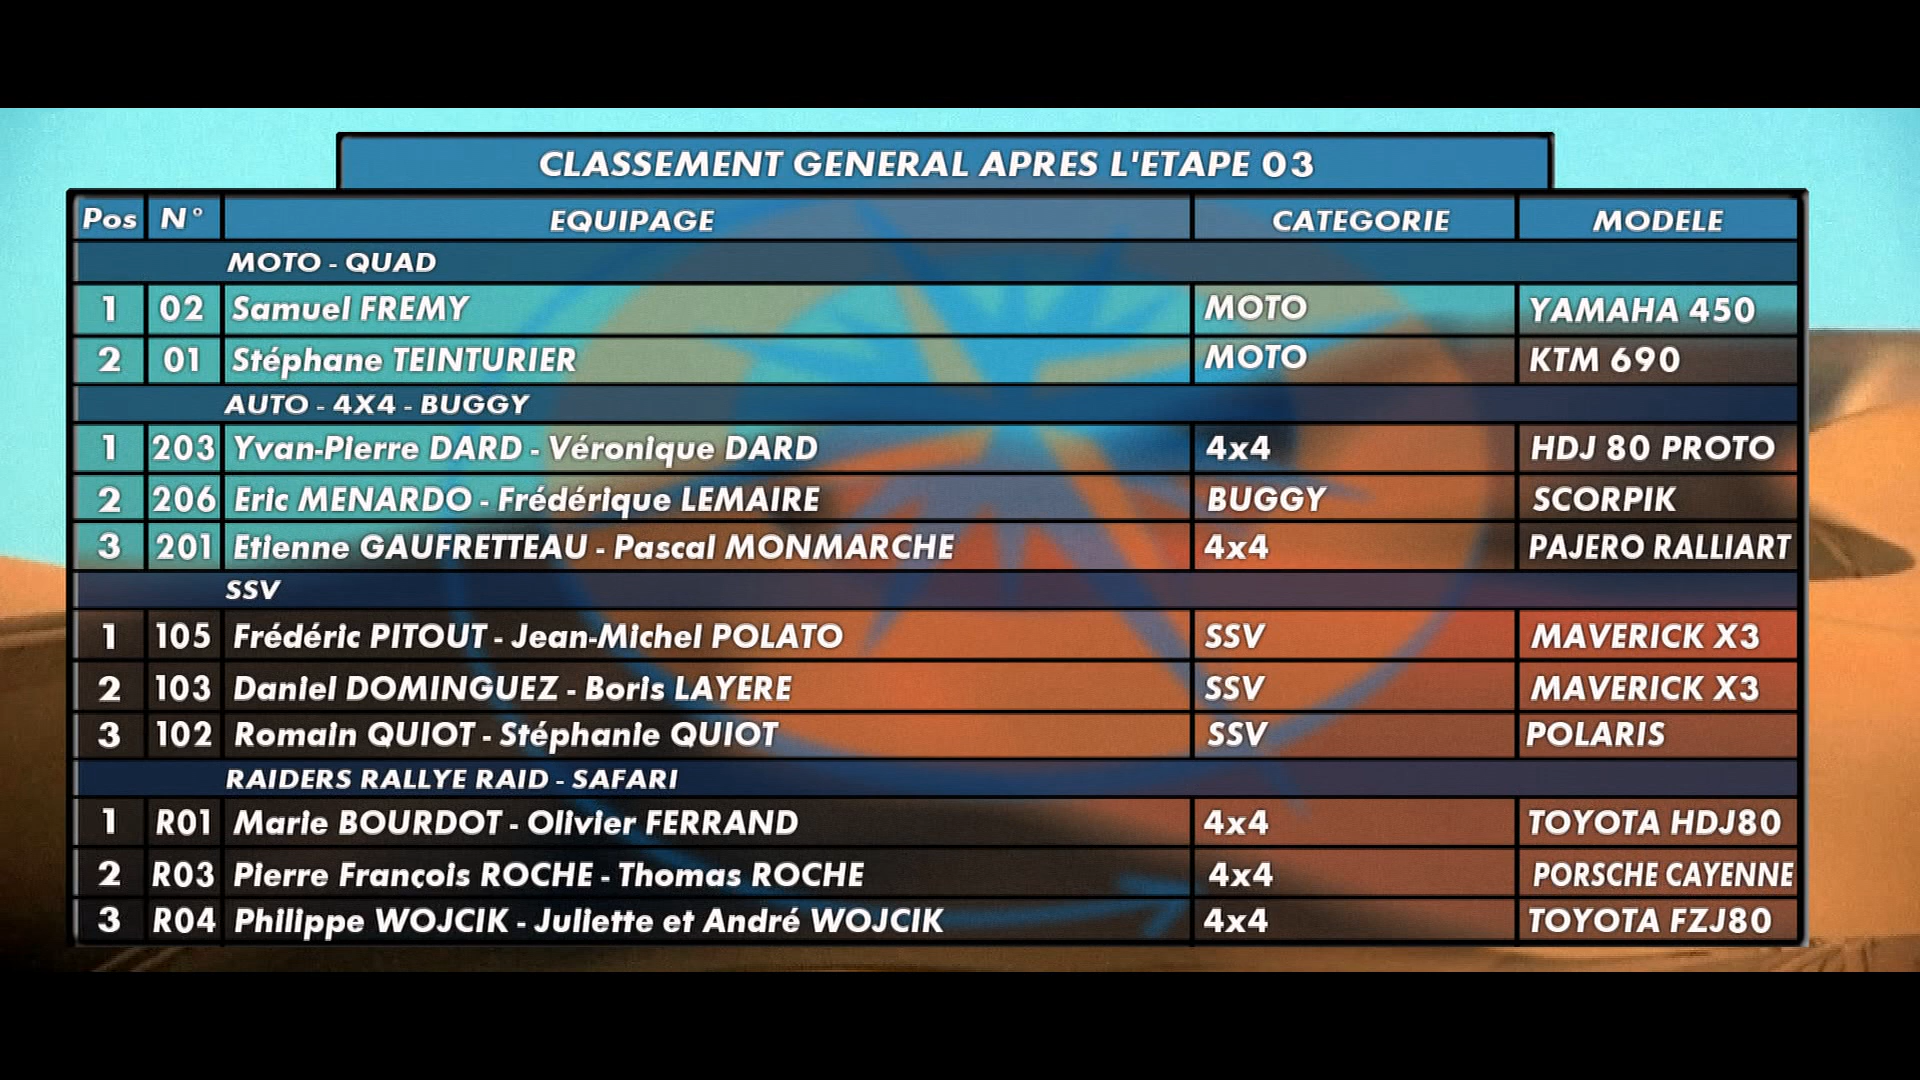 CLASSEMENT GENERAL APRES L'ETAPE 03
Pos N° EQUIPAGE CATEGORIE MODELE
MOTO - QUAD
1 02 Samuel FREMY MOTO YAMAHA 450
2 01 Stéphane TEINTURIER MOTO KTM 690
AUTO - 4X4 - BUGGY
1 203 Yvan-Pierre DARD - Véronique DARD 4x4 HDJ 80 PROTO
2 206 Eric MENARDO - Frédérique LEMAIRE BUGGY SCORPIK
3 201 Etienne GAUFRETTEAU - Pascal MONMARCHE 4x4 PAJERO RALLIART
SSV
1 105 Frédéric PITOUT - Jean-Michel POLATO SSV MAVERICK X3
2 103 Daniel DOMINGUEZ - Boris LAYERE SSV MAVERICK X3
3 102 Romain QUIOT - Stéphanie QUIOT SSV POLARIS
RAIDERS RALLYE RAID - SAFARI
1 R01 Marie BOURDOT - Olivier FERRAND 4x4 TOYOTA HDJ80
2 R03 Pierre François ROCHE - Thomas ROCHE 4x4 PORSCHE CAYENNE
3 R04 Philippe WOJCIK - Juliette et André WOJCIK 4x4 TOYOTA FZJ80